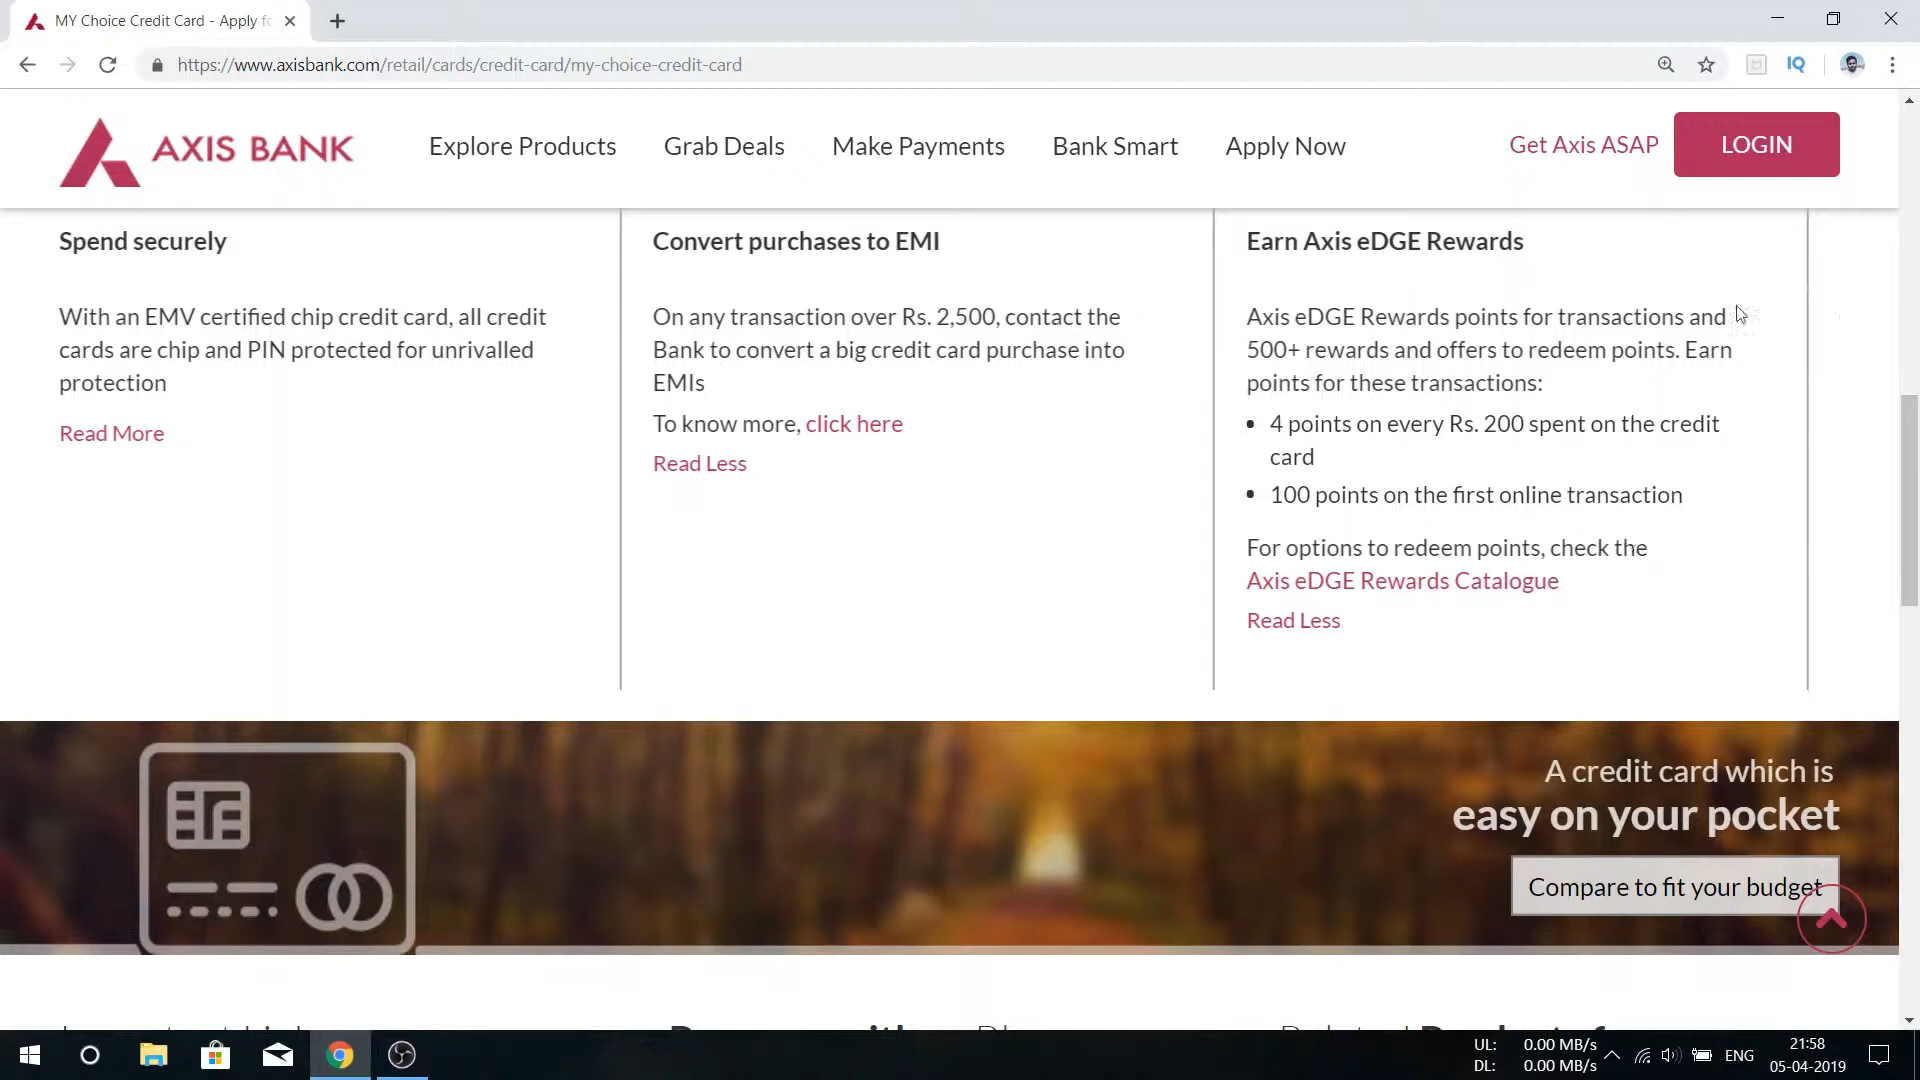 MY Choice Credit Card - Apply fo
https://www.axisbank.com/retail/cards/credit-card/my-choice-credit-card
IQ
AXIS BANK
Explore Products
Grab Deals
Make Payments
Bank Smart
Apply Now
Get Axis ASAP
LOGIN
Spend securely
With an EMV certified chip credit card, all credit
cards are chip and PIN protected for unrivalled
protection
Read More
Convert purchases to EMI
On any transaction over Rs. 2,500, contact the
Bank to convert a big credit card purchase into
EMIs
To know more, click here
Read Less
Earn Axis eDGE Rewards
Axis eDGE Rewards points for transactions and
500+ rewards and offers to redeem points. Earn
points for these transactions:
• 4 points on every Rs. 200 spent on the credit
card
• 100 points on the first online transaction
For options to redeem points, check the
Axis eDGE Rewards Catalogue
Read Less
A credit card which is
easy on your pocket
Compare to fit your budget
UL: 0.00 MB/s
DL: 0.00 MB/s
ENG
21:58
05-04-2019